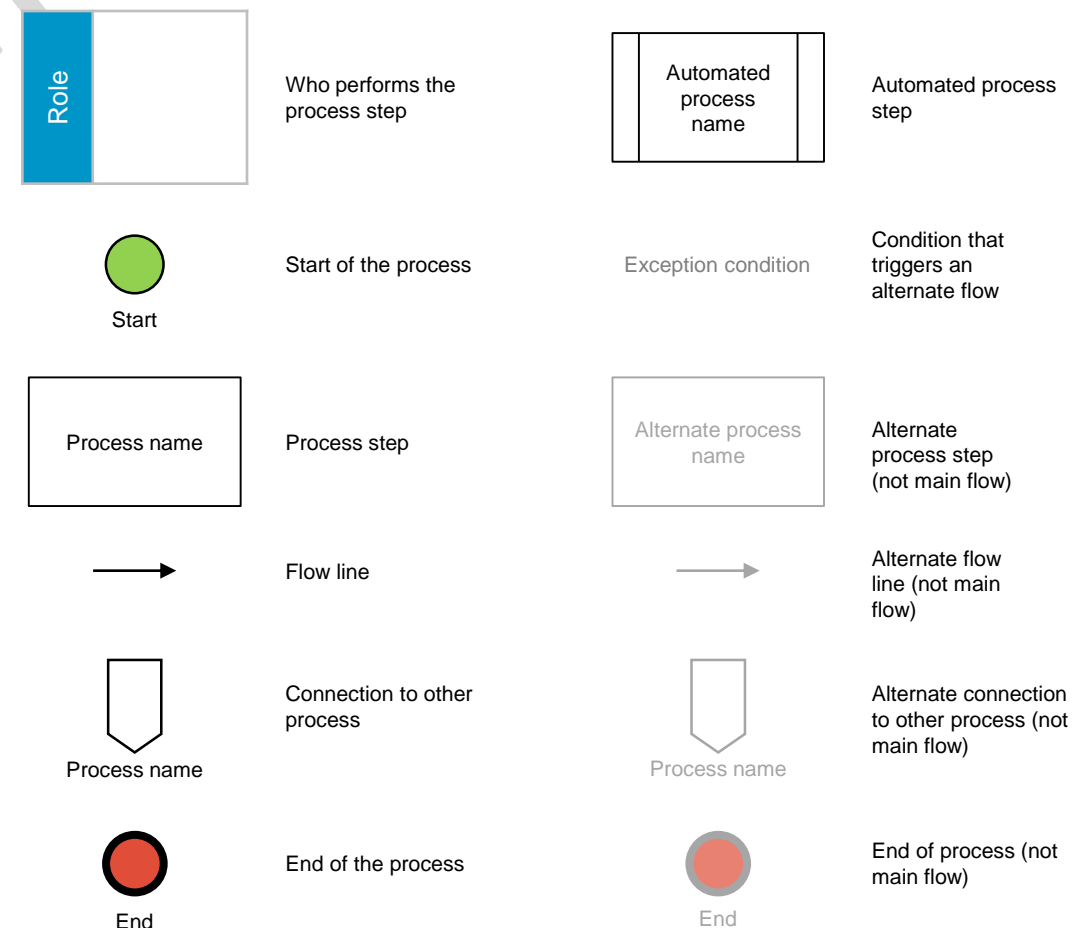 Role
Who performs the
process step
Automated
process
name
Automated process
step
Start
Start of the process
Exception condition
Condition that
triggers an
alternate flow
Process name
Process step
Alternate process
name
Alternate
process step
(not main flow)
Flow line
Alternate flow
line (not main
flow)
Process name
Connection to other
process
Process name
Alternate connection
to other process (not
main flow)
End
End of the process
End
End of process (not
main flow)